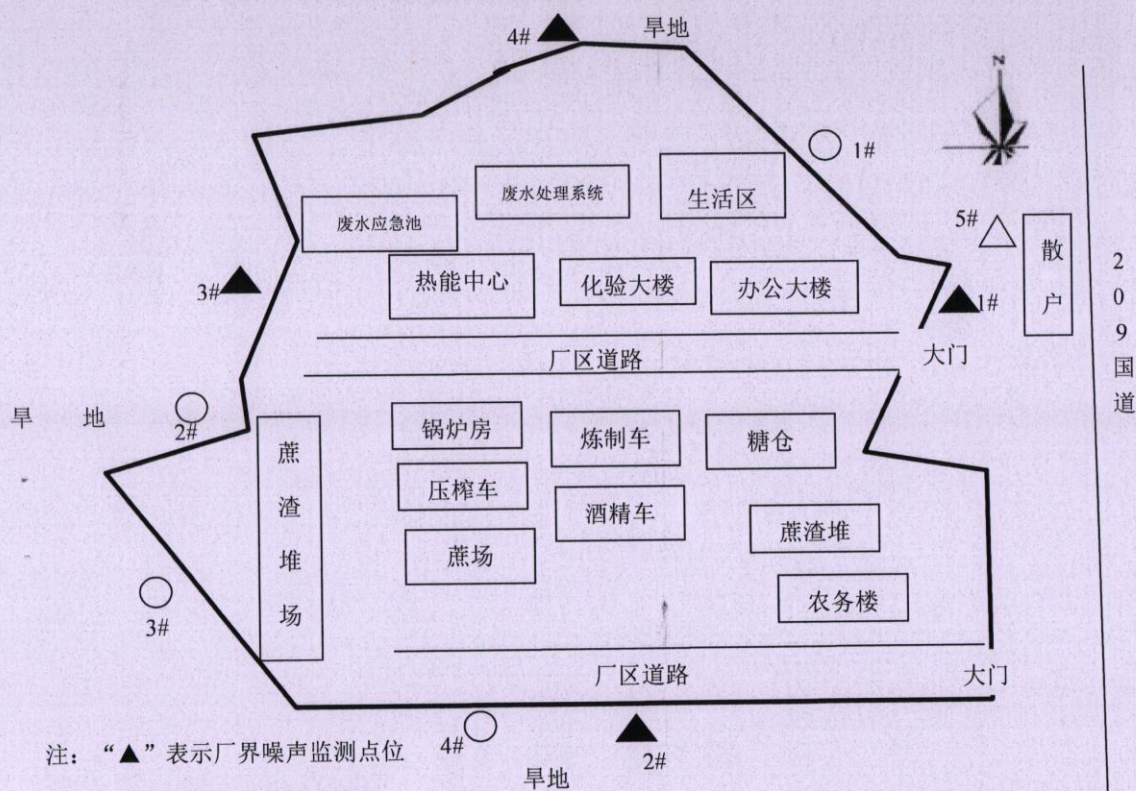 4#
旱地
N
1#
5#
散户
209国道
废水处理系统
生活区
废水应急池
3#
热能中心
化验大楼
办公大楼
1#
大门
厂区道路
旱 地
2#
蔗渣堆场
锅炉房
炼制车
糖仓
压榨车
酒精车
蔗渣堆
蔗场
农务楼
3#
厂区道路
大门
4#
2#
注：“▲”表示厂界噪声监测点位
旱地